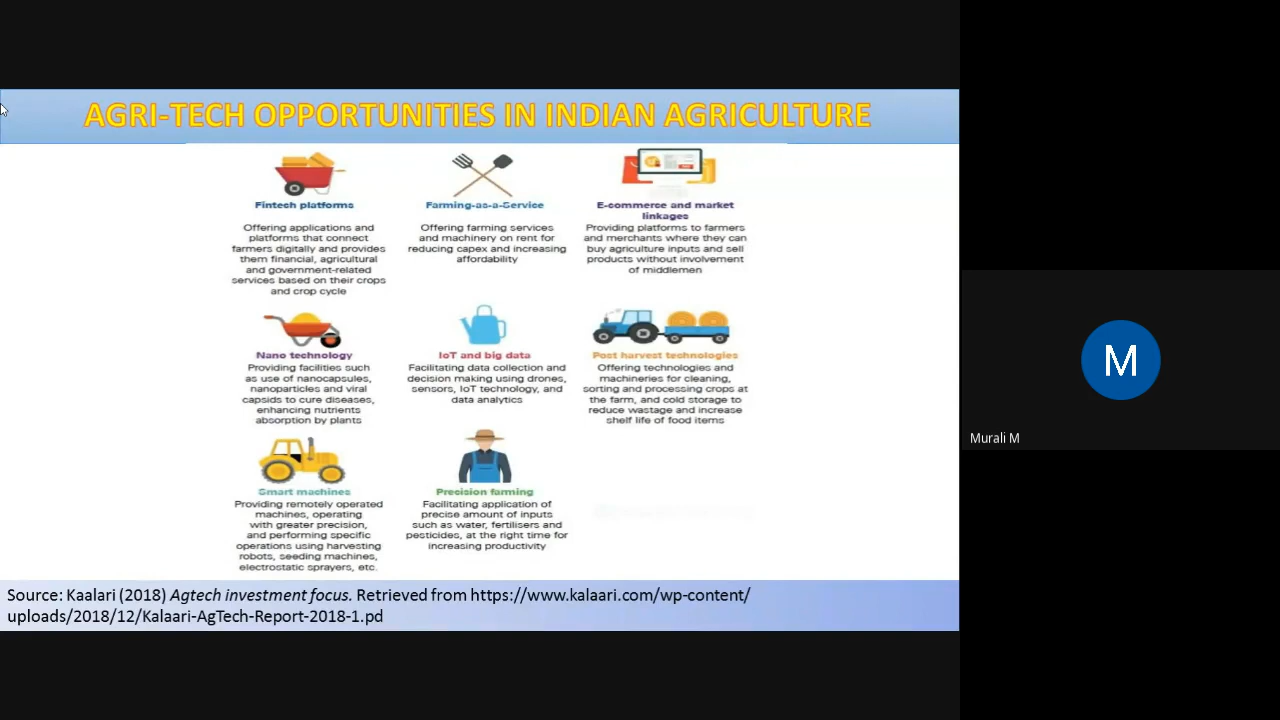 AGRI-TECH OPPORTUNITIES IN INDIAN AGRICULTURE
Fintech platforms
Offering applications and
platforms that connect
farmers digitally and provides
them financial, agricultural
and government-related
services based on their crops
and crop cycle
Farming-as-a-Service
Offering farming services
and machinery on rent for
reducing capex and increasing
affordability
E-commerce and market
linkages
Providing platforms to farmers
and merchants where they can
buy agriculture inputs and sell
products without involvement
of middlemen
Nano technology
Providing facilities such
as use of nanocapsules,
nanoparticles and viral
capsids to cure diseases,
enhancing nutrients
absorption by plants
IoT and big data
Facilitating data collection and
decision making using drones,
sensors, IoT technology, and
data analytics
Post harvest technologies
Offering technologies and
machineries for cleaning,
sorting and processing crops at
the farm, and cold storage to
reduce wastage and increase
shelf life of food items
Smart machines
Providing remotely operated
machines, operating
with greater precision,
and performing specific
operations using harvesting
robots, seeding machines,
electrostatic sprayers, etc.
Precision farming
Facilitating application of
precise amount of inputs
such as water, fertilisers and
pesticides, at the right time for
increasing productivity
Source: Kaalari (2018) Agtech investment focus. Retrieved from https://www.kalaari.com/wp-content/
uploads/2018/12/Kalaari-AgTech-Report-2018-1.pd
M
Murali M